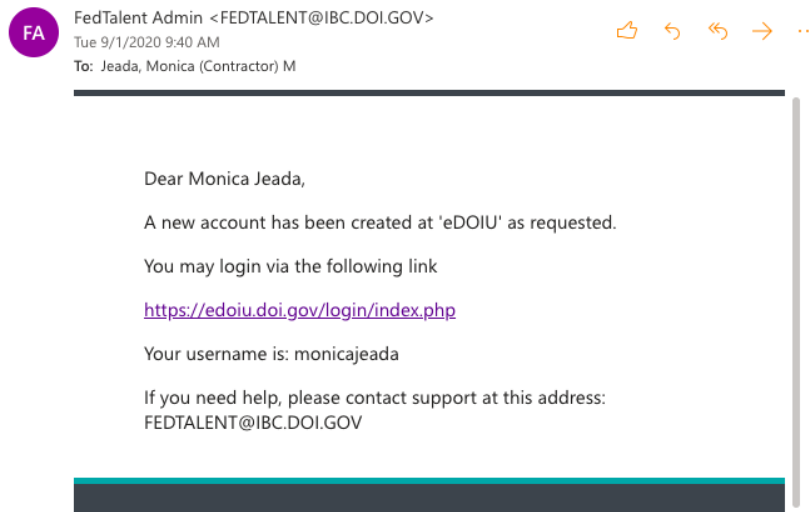 FA
FedTalent Admin <FEDTALENT@IBC.DOI.GOV>
Tue 9/1/2020 9:40 AM
To: Jeada, Monica (Contractor) M
Dear Monica Jeada,
A new account has been created at 'eDOIU' as requested.
You may login via the following link
https://edoiu.doi.gov/login/index.php
Your username is: monicajeada
If you need help, please contact support at this address:
FEDTALENT@IBC.DOI.GOV